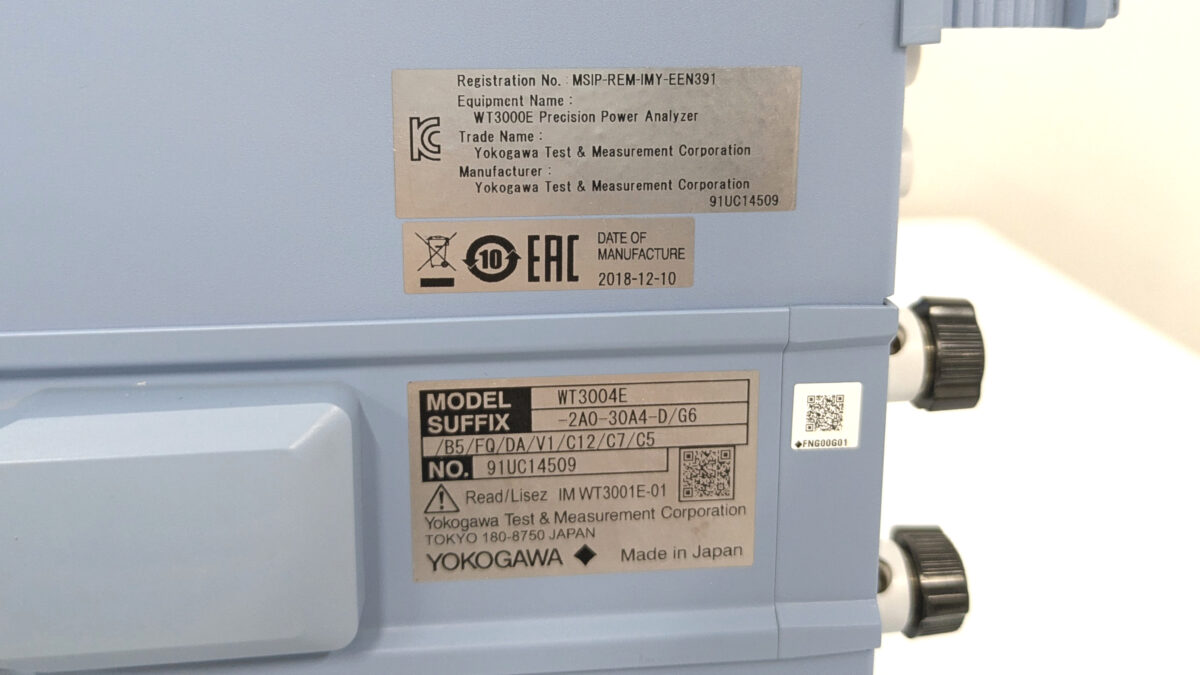 Registration No. : MSIP-REM-IMY-EEN391
Equipment Name :
WT3000E Precision Power Analyzer
Trade Name :
Yokogawa Test & Measurement Corporation
Manufacturer :
Yokogawa Test & Measurement Corporation
91UC14509
10 EAC DATE OF
MANUFACTURE
2018-12-10
MODEL WT3004E
SUFFIX -2A0-30A4-D/G6
/B5/FQ/DA/V1/C12/C7/C5
NO. 91UC14509
Read/Lisez IM WT3001E-01
Yokogawa Test & Measurement Corporation
TOKYO 180-8750 JAPAN
YOKOGAWA ◆ Made in Japan
◆FNG00G01